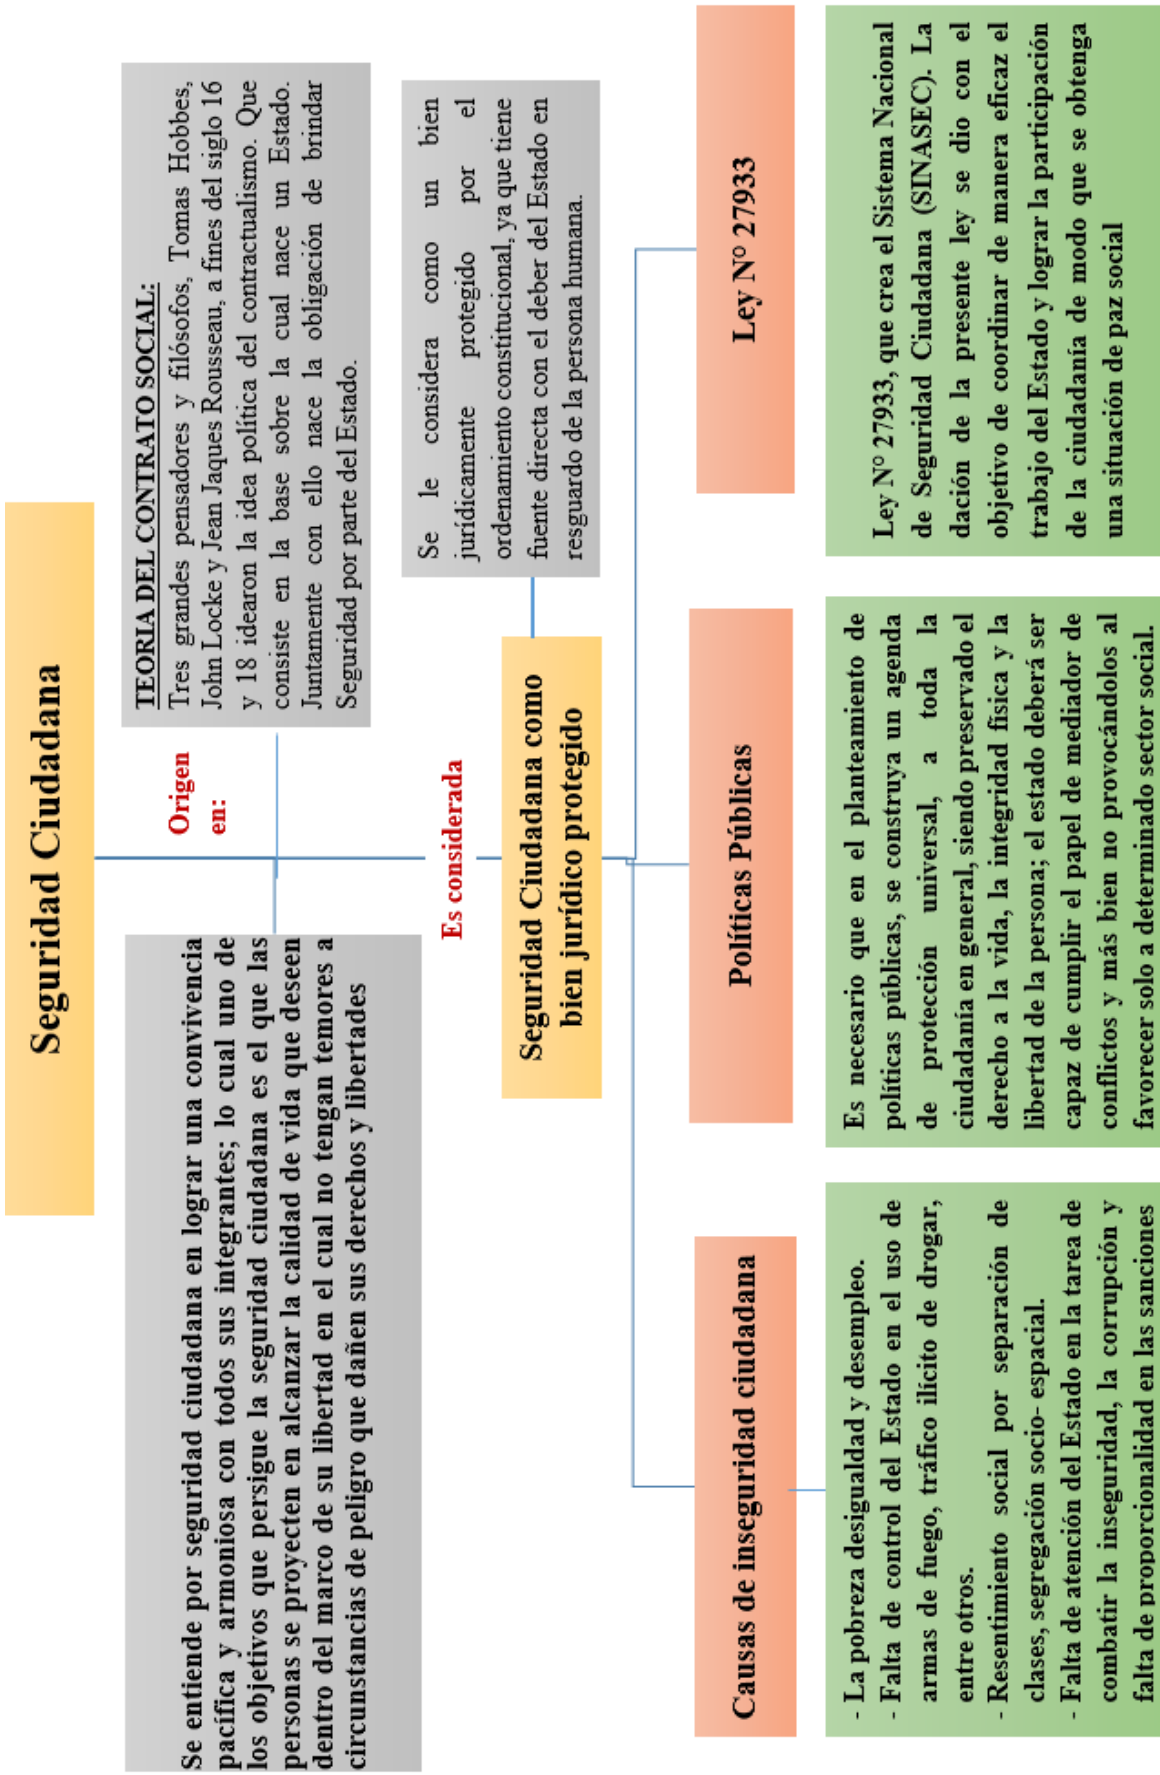 Seguridad Ciudadana
Se entiende por seguridad ciudadana en lograr una convivencia
pacífica y armoniosa con todos sus integrantes; lo cual uno de
los objetivos que persigue la seguridad ciudadana es el que las
personas se proyecten en alcanzar la calidad de vida que deseen
dentro del marco de su libertad en el cual no tengan temores a
circunstancias de peligro que dañen sus derechos y libertades
Origen
en:
TEORIA DEL CONTRATO SOCIAL:
Tres grandes pensadores y filósofos, Tomas Hobbes,
John Locke y Jean Jaques Rousseau, a fines del siglo 16
y 18 idearon la idea política del contractualismo. Que
consiste en la base sobre la cual nace un Estado.
Juntamente con ello nace la obligación de brindar
Seguridad por parte del Estado.
Es considerada
Seguridad Ciudadana como
bien jurídico protegido
Se le considera como un bien
jurídicamente protegido por el
ordenamiento constitucional, ya que tiene
fuente directa con el deber del Estado en
resguardo de la persona humana.
Causas de inseguridad ciudadana
- La pobreza desigualdad y desempleo.
- Falta de control del Estado en el uso de
armas de fuego, tráfico ilícito de drogar,
entre otros.
- Resentimiento social por separación de
clases, segregación socio- espacial.
- Falta de atención del Estado en la tarea de
combatir la inseguridad, la corrupción y
falta de proporcionalidad en las sanciones
Políticas Públicas
Es necesario que en el planteamiento de
políticas públicas, se construya un agenda
de protección universal, a toda la
ciudadanía en general, siendo preservado el
derecho a la vida, la integridad física y la
libertad de la persona; el estado deberá ser
capaz de cumplir el papel de mediador de
conflictos y más bien no provocándolos al
favorecer solo a determinado sector social.
Ley Nº 27933
Ley Nº 27933, que crea el Sistema Nacional
de Seguridad Ciudadana (SINASEC). La
dación de la presente ley se dio con el
objetivo de coordinar de manera eficaz el
trabajo del Estado y lograr la participación
de la ciudadanía de modo que se obtenga
una situación de paz social